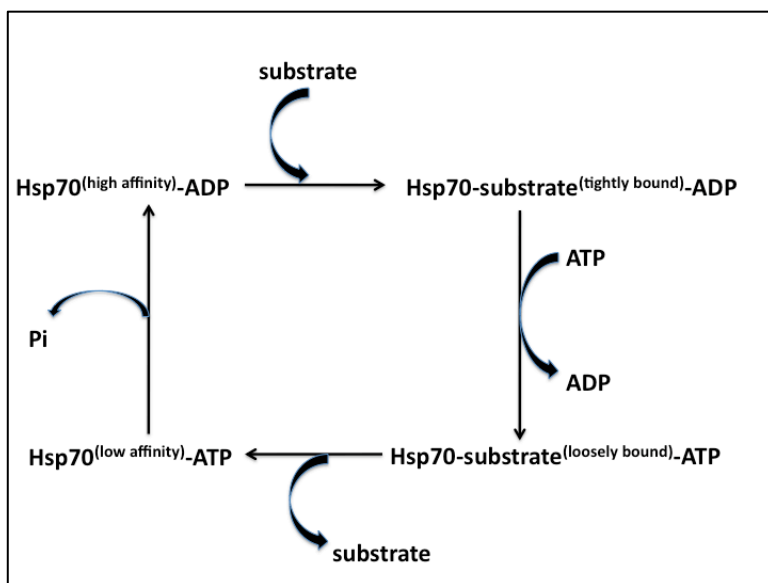 substrate
Hsp70(high affinity)-ADP
Hsp70-substrate(tightly bound)-ADP
ATP
Pi
ADP
Hsp70(low affinity)-ATP
Hsp70-substrate(loosely bound)-ATP
substrate